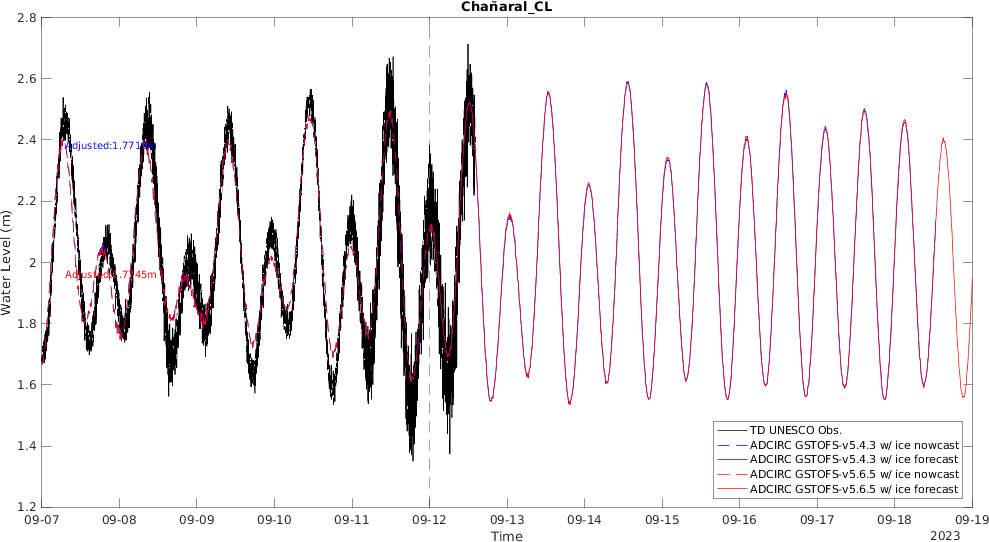 Chañaral_CL
2.8
2.6
2.4
2.2
2
1.8
1.6
1.4
1.2
Water Level (m)
Adjusted:
Adjusted:
TD UNESCO Obs.
ADCIRC GSTOFS-v5.4.3 w/ ice nowcast
ADCIRC GSTOFS-v5.4.3 w/ ice forecast
ADCIRC GSTOFS-v5.6.5 w/ ice nowcast
ADCIRC GSTOFS-v5.6.5 w/ ice forecast
09-07 09-08 09-09 09-10 09-11 09-12 09-13 09-14 09-15 09-16 09-17 09-18 09-19
Time
2023